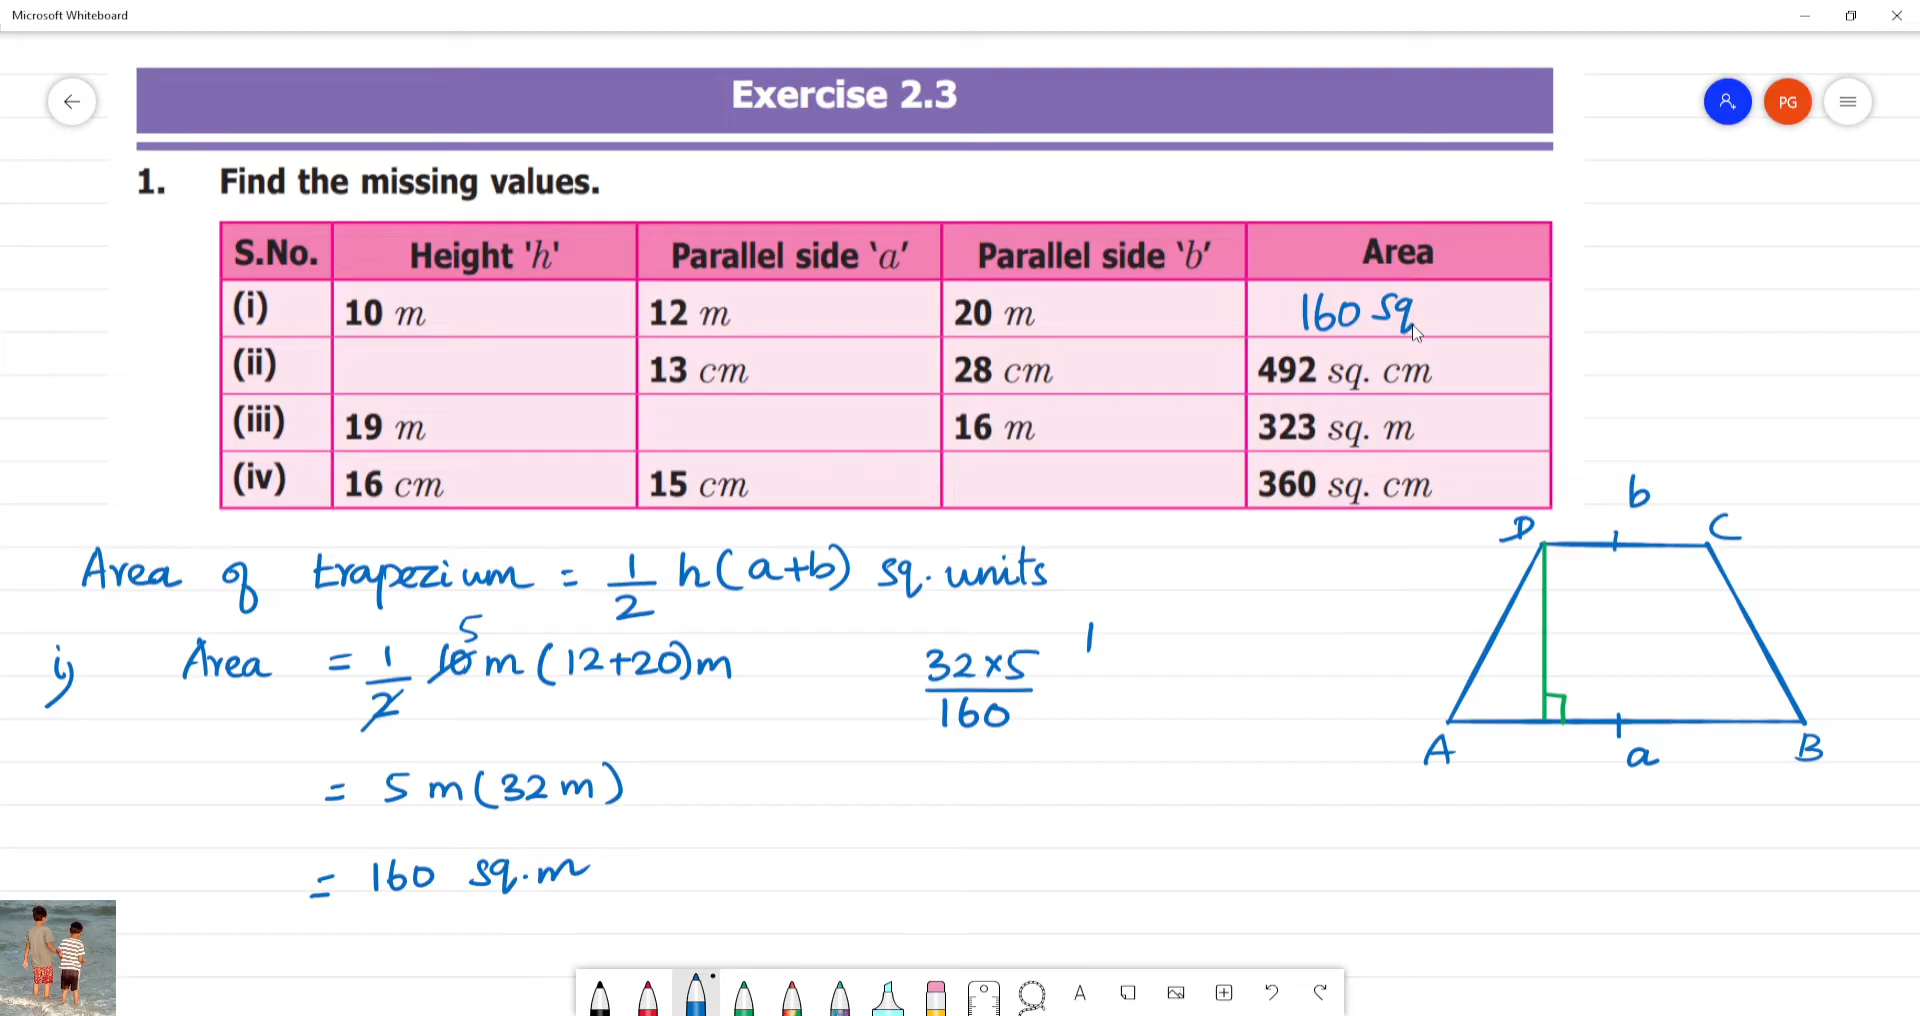 Microsoft Whiteboard
Exercise 2.3
PG
1. Find the missing values.
S.No. Height 'h' Parallel side 'a' Parallel side 'b' Area
(i) 10 m 12 m 20 m 160 sq
(ii) 13 cm 28 cm 492 sq. cm
(iii) 19 m 16 m 323 sq. m
(iv) 16 cm 15 cm 360 sq. cm
b
D C
Area of trapezium = 1/2 h(a+b) sq. units
i) Area = 1/2 10 5 m (12+20)m 32×5 1
160
A a B
= 5 m (32 m)
= 160 sq.m
A